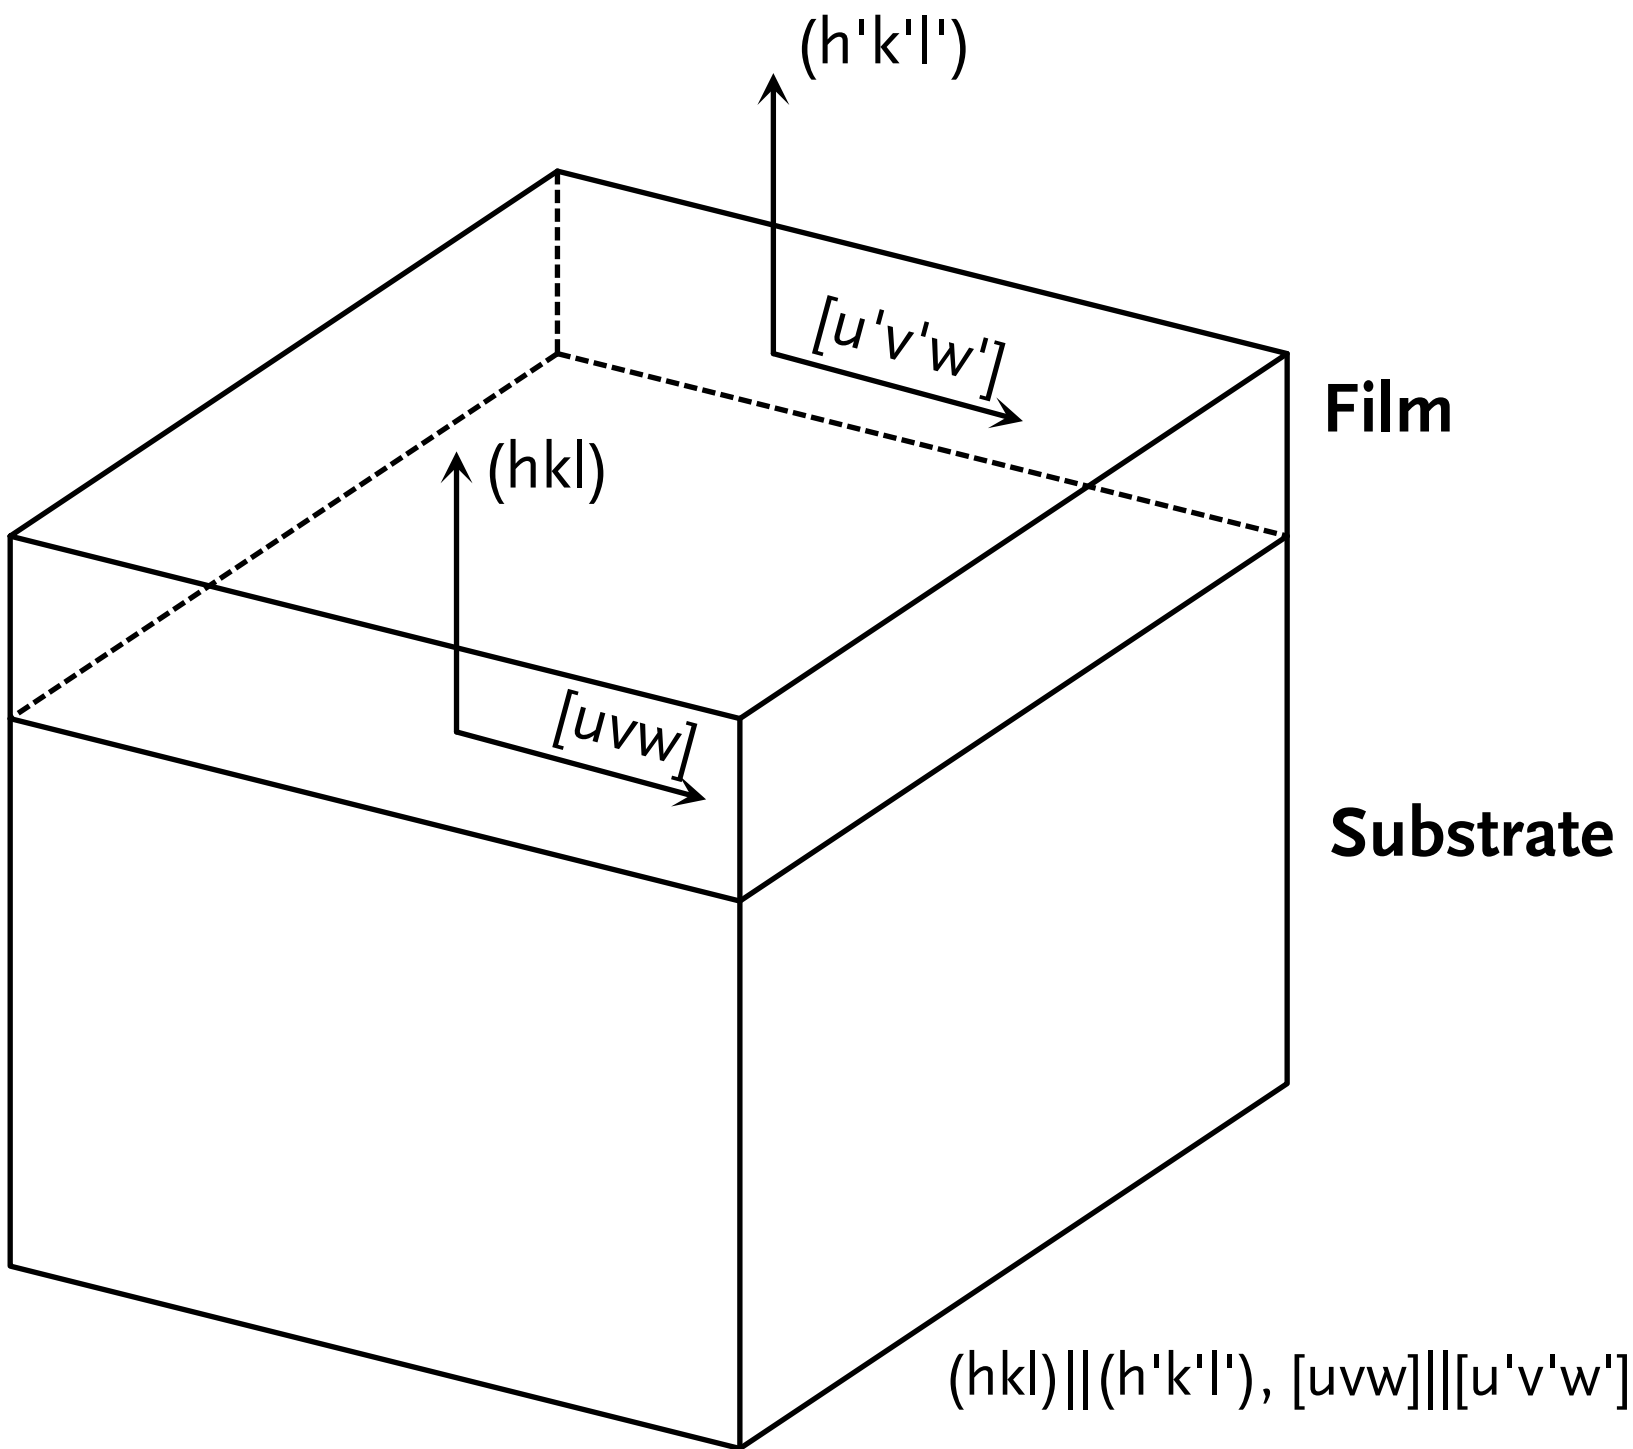 (h'k'l')
[u'v'w']
Film
(hkl)
[uvw]
Substrate
(hkl)||(h'k'l'), [uvw]|||[u'v'w']